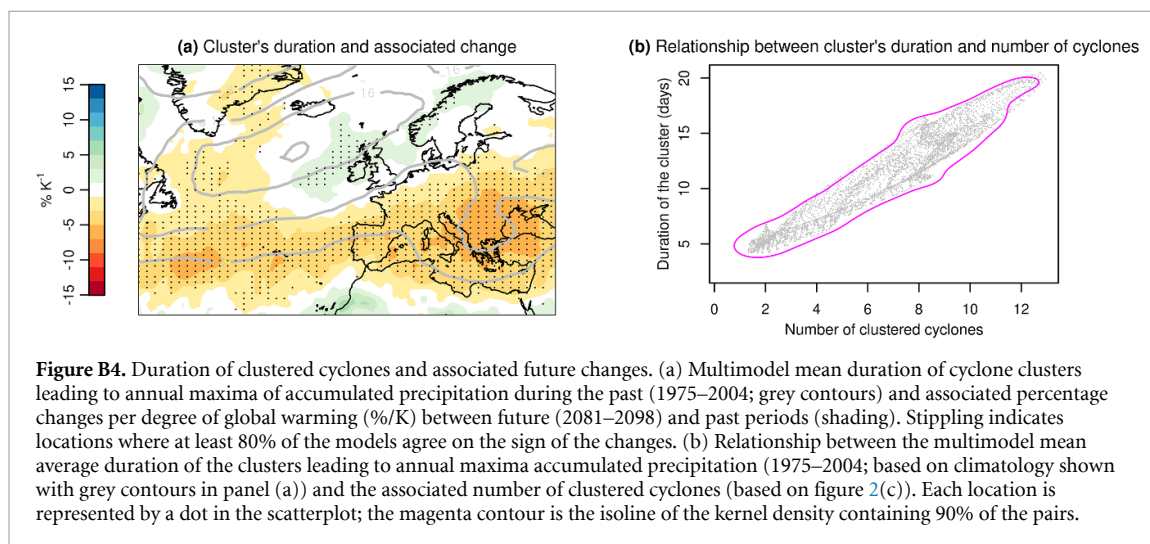 (a) Cluster's duration and associated change
15
10
5
0
-5
-10
-15
% K⁻¹
16
16
(b) Relationship between cluster's duration and number of cyclones
20
15
10
5
Duration of the cluster (days)
0 2 4 6 8 10 12
Number of clustered cyclones
Figure B4. Duration of clustered cyclones and associated future changes. (a) Multimodel mean duration of cyclone clusters
leading to annual maxima of accumulated precipitation during the past (1975–2004; grey contours) and associated percentage
changes per degree of global warming (%/K) between future (2081–2098) and past periods (shading). Stippling indicates
locations where at least 80% of the models agree on the sign of the changes. (b) Relationship between the multimodel mean
average duration of the clusters leading to annual maxima accumulated precipitation (1975–2004; based on climatology shown
with grey contours in panel (a)) and the associated number of clustered cyclones (based on figure 2(c)). Each location is
represented by a dot in the scatterplot; the magenta contour is the isoline of the kernel density containing 90% of the pairs.